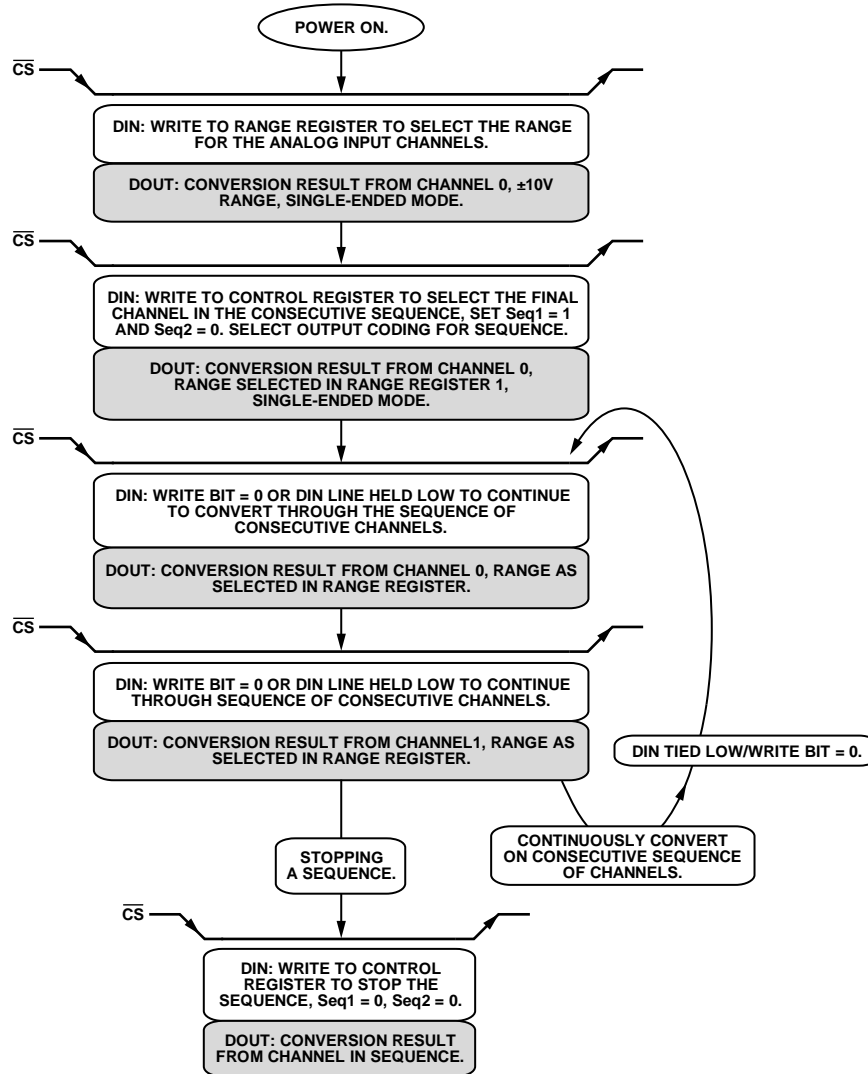 POWER ON.
CS
DIN: WRITE TO RANGE REGISTER TO SELECT THE RANGE
FOR THE ANALOG INPUT CHANNELS.
DOUT: CONVERSION RESULT FROM CHANNEL 0, ±10V
RANGE, SINGLE-ENDED MODE.
CS
DIN: WRITE TO CONTROL REGISTER TO SELECT THE FINAL
CHANNEL IN THE CONSECUTIVE SEQUENCE, SET Seq1 = 1
AND Seq2 = 0. SELECT OUTPUT CODING FOR SEQUENCE.
DOUT: CONVERSION RESULT FROM CHANNEL 0,
RANGE SELECTED IN RANGE REGISTER 1,
SINGLE-ENDED MODE.
CS
DIN: WRITE BIT = 0 OR DIN LINE HELD LOW TO CONTINUE
TO CONVERT THROUGH THE SEQUENCE OF
CONSECUTIVE CHANNELS.
DOUT: CONVERSION RESULT FROM CHANNEL 0, RANGE AS
SELECTED IN RANGE REGISTER.
CS
DIN: WRITE BIT = 0 OR DIN LINE HELD LOW TO CONTINUE
THROUGH SEQUENCE OF CONSECUTIVE CHANNELS.
DOUT: CONVERSION RESULT FROM CHANNEL1, RANGE AS
SELECTED IN RANGE REGISTER.
DIN TIED LOW/WRITE BIT = 0.
CONTINUOUSLY CONVERT
ON CONSECUTIVE SEQUENCE
OF CHANNELS.
STOPPING
A SEQUENCE.
CS
DIN: WRITE TO CONTROL
REGISTER TO STOP THE
SEQUENCE, Seq1 = 0, Seq2 = 0.
DOUT: CONVERSION RESULT
FROM CHANNEL IN SEQUENCE.